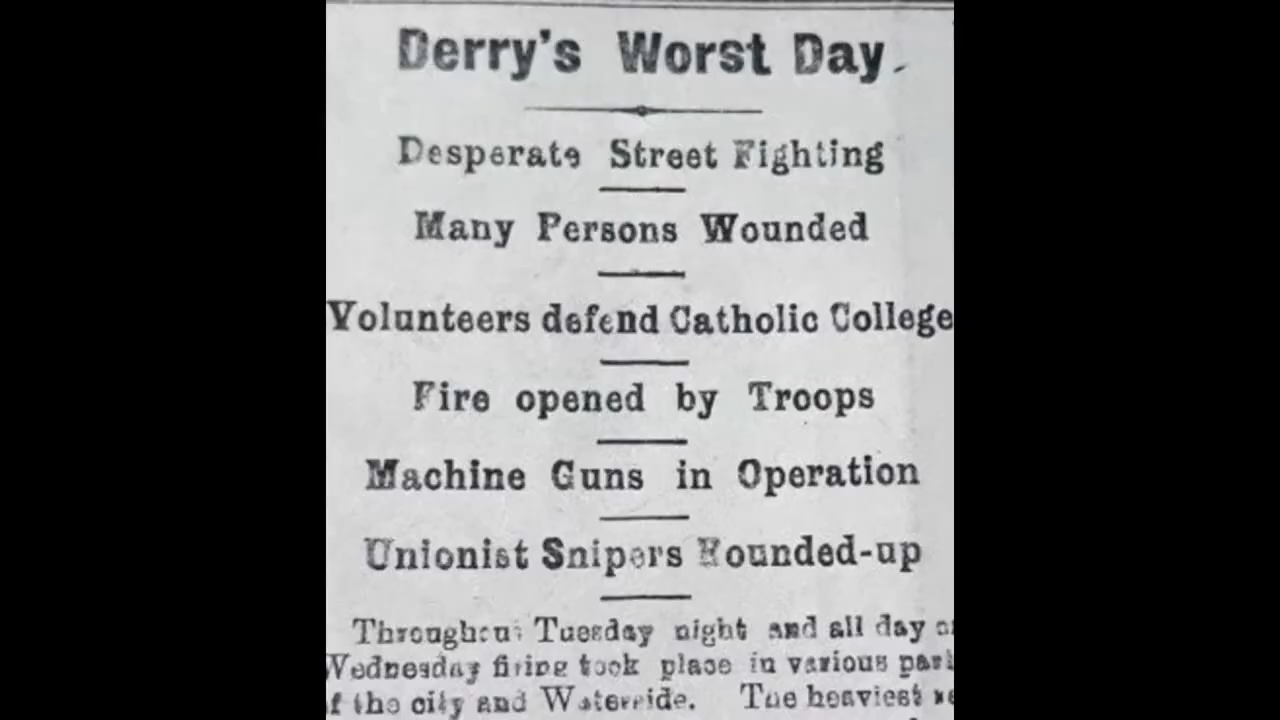 Derry's Worst Day.
Desperate Street Fighting
Many Persons Wounded
Volunteers defend Catholic College
Fire opened by Troops
Machine Guns in Operation
Unionist Snipers Rounded-up
Throughout Tuesday night and all day
Wednesday firing took place in various
the city and Waterside. The heaviest